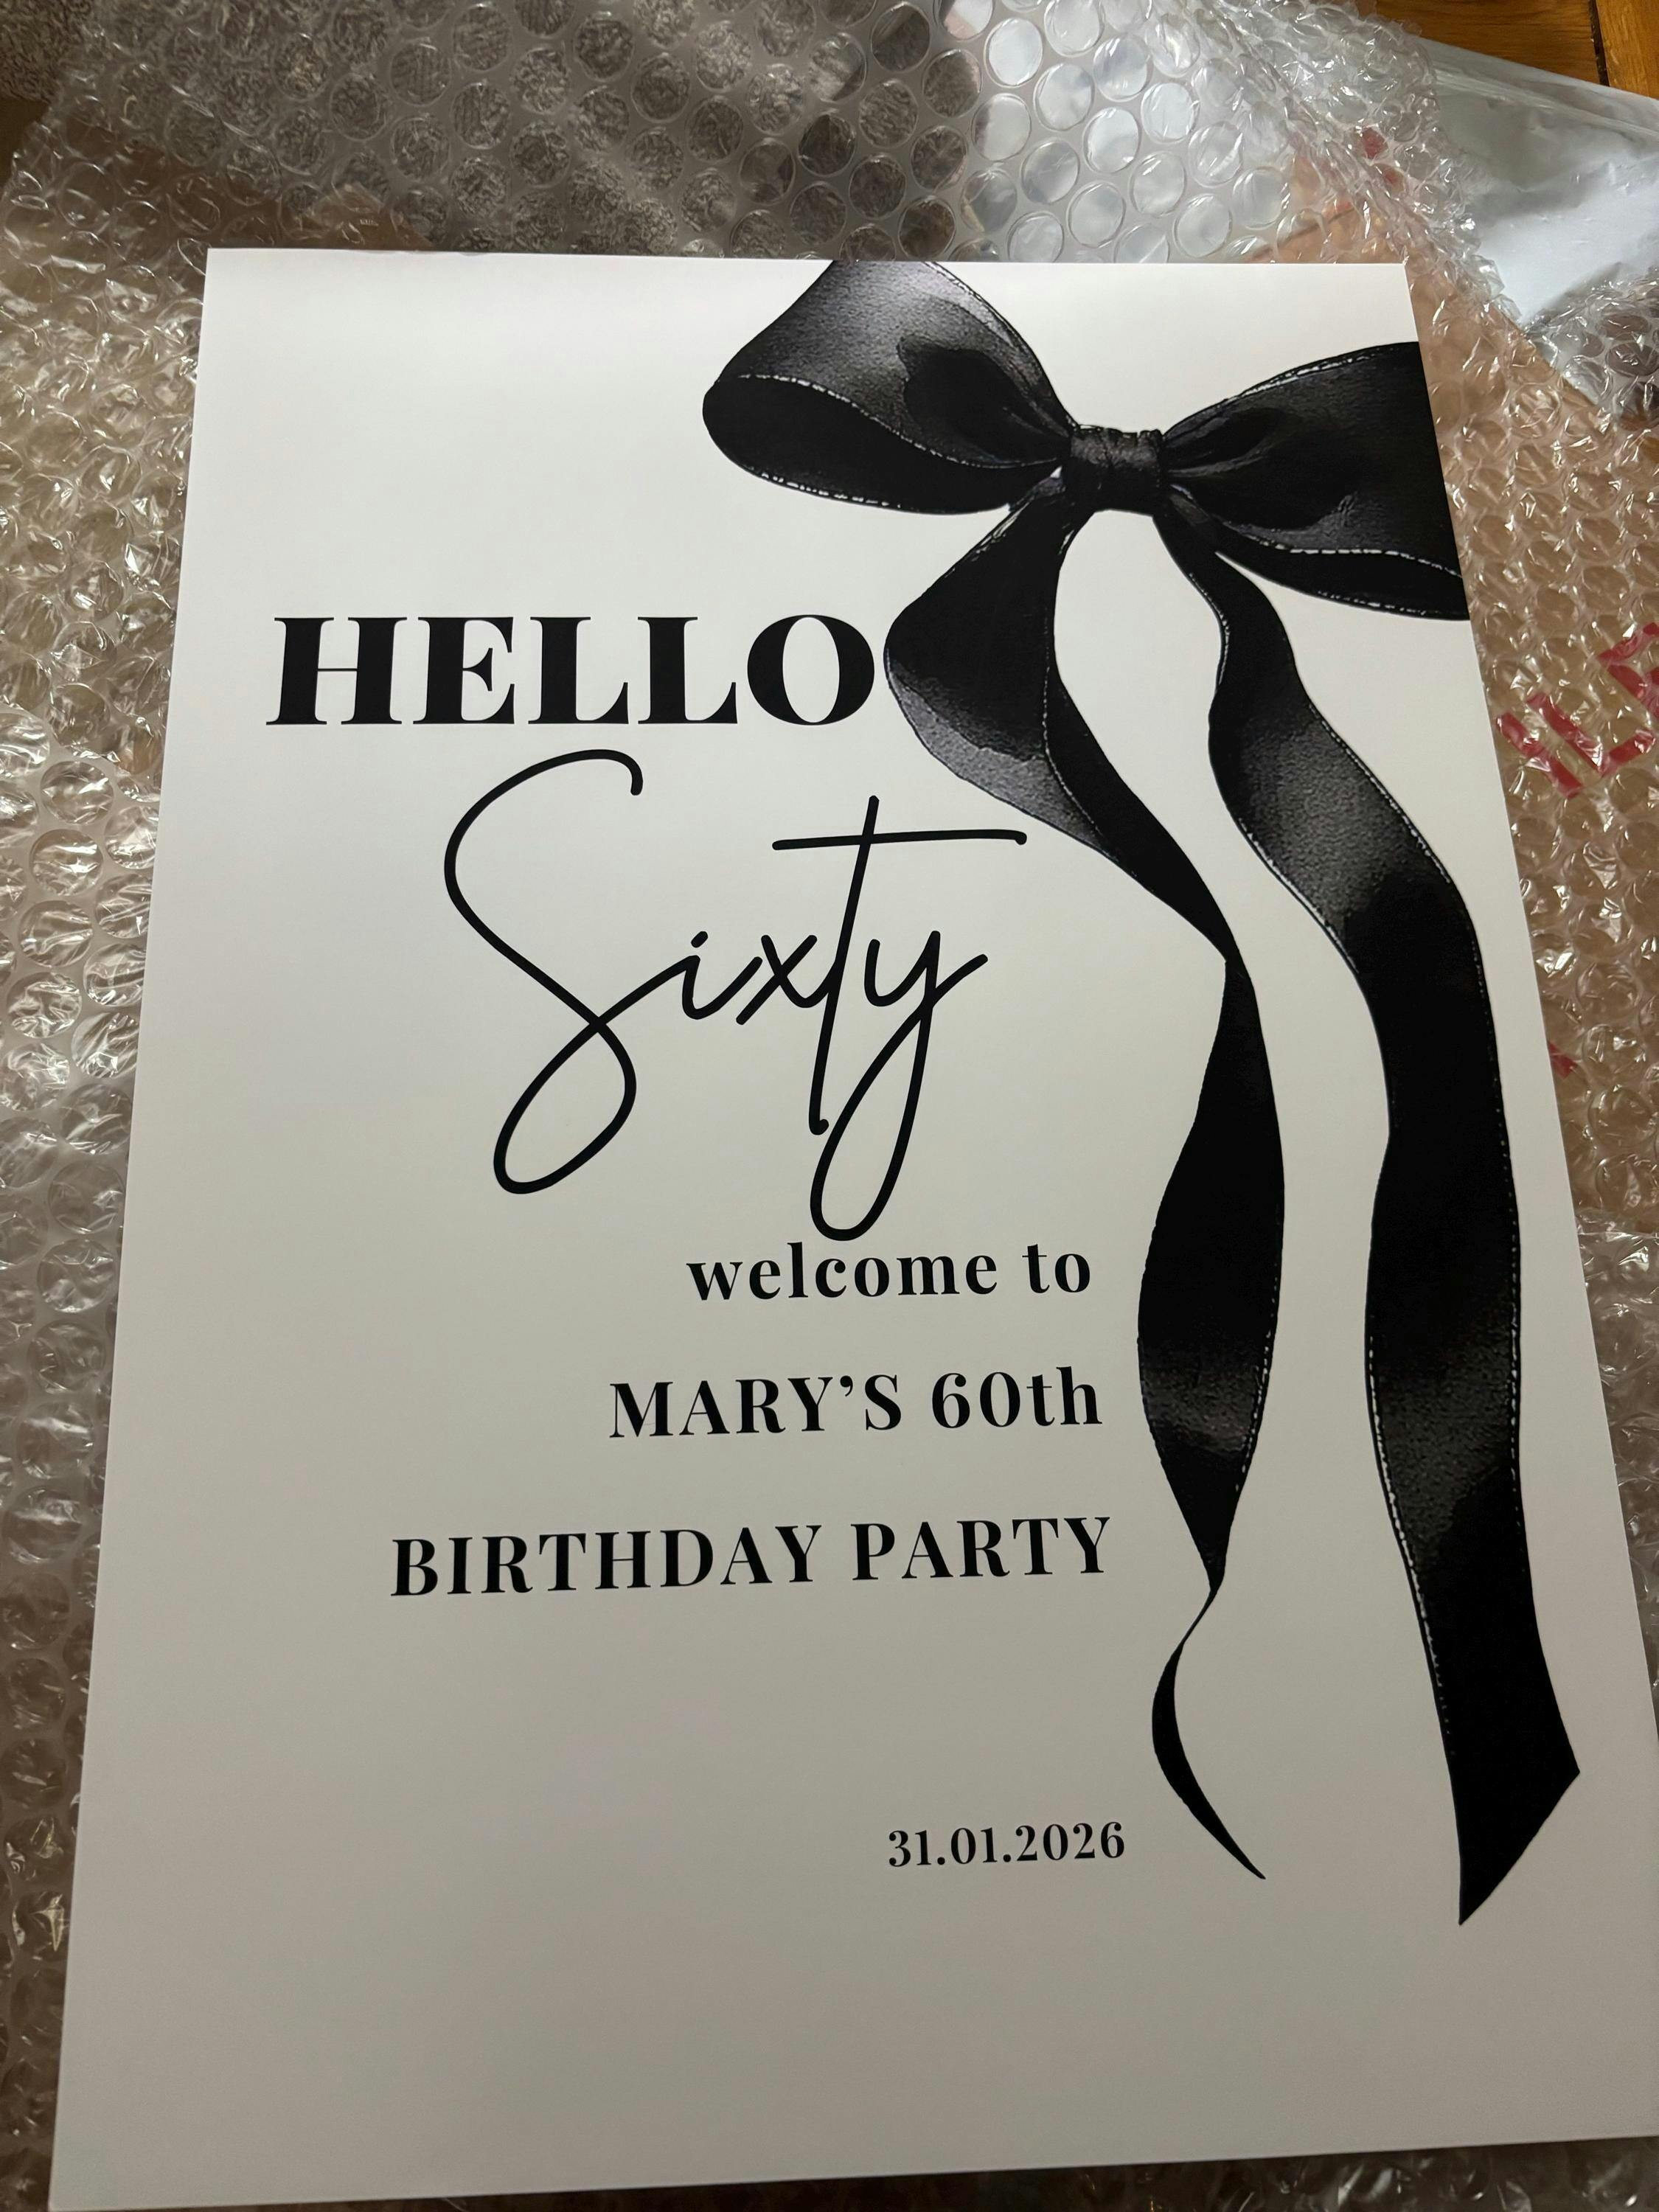 HELLO
Sixty
welcome to
MARY'S 60th
BIRTHDAY PARTY
31.01.2026